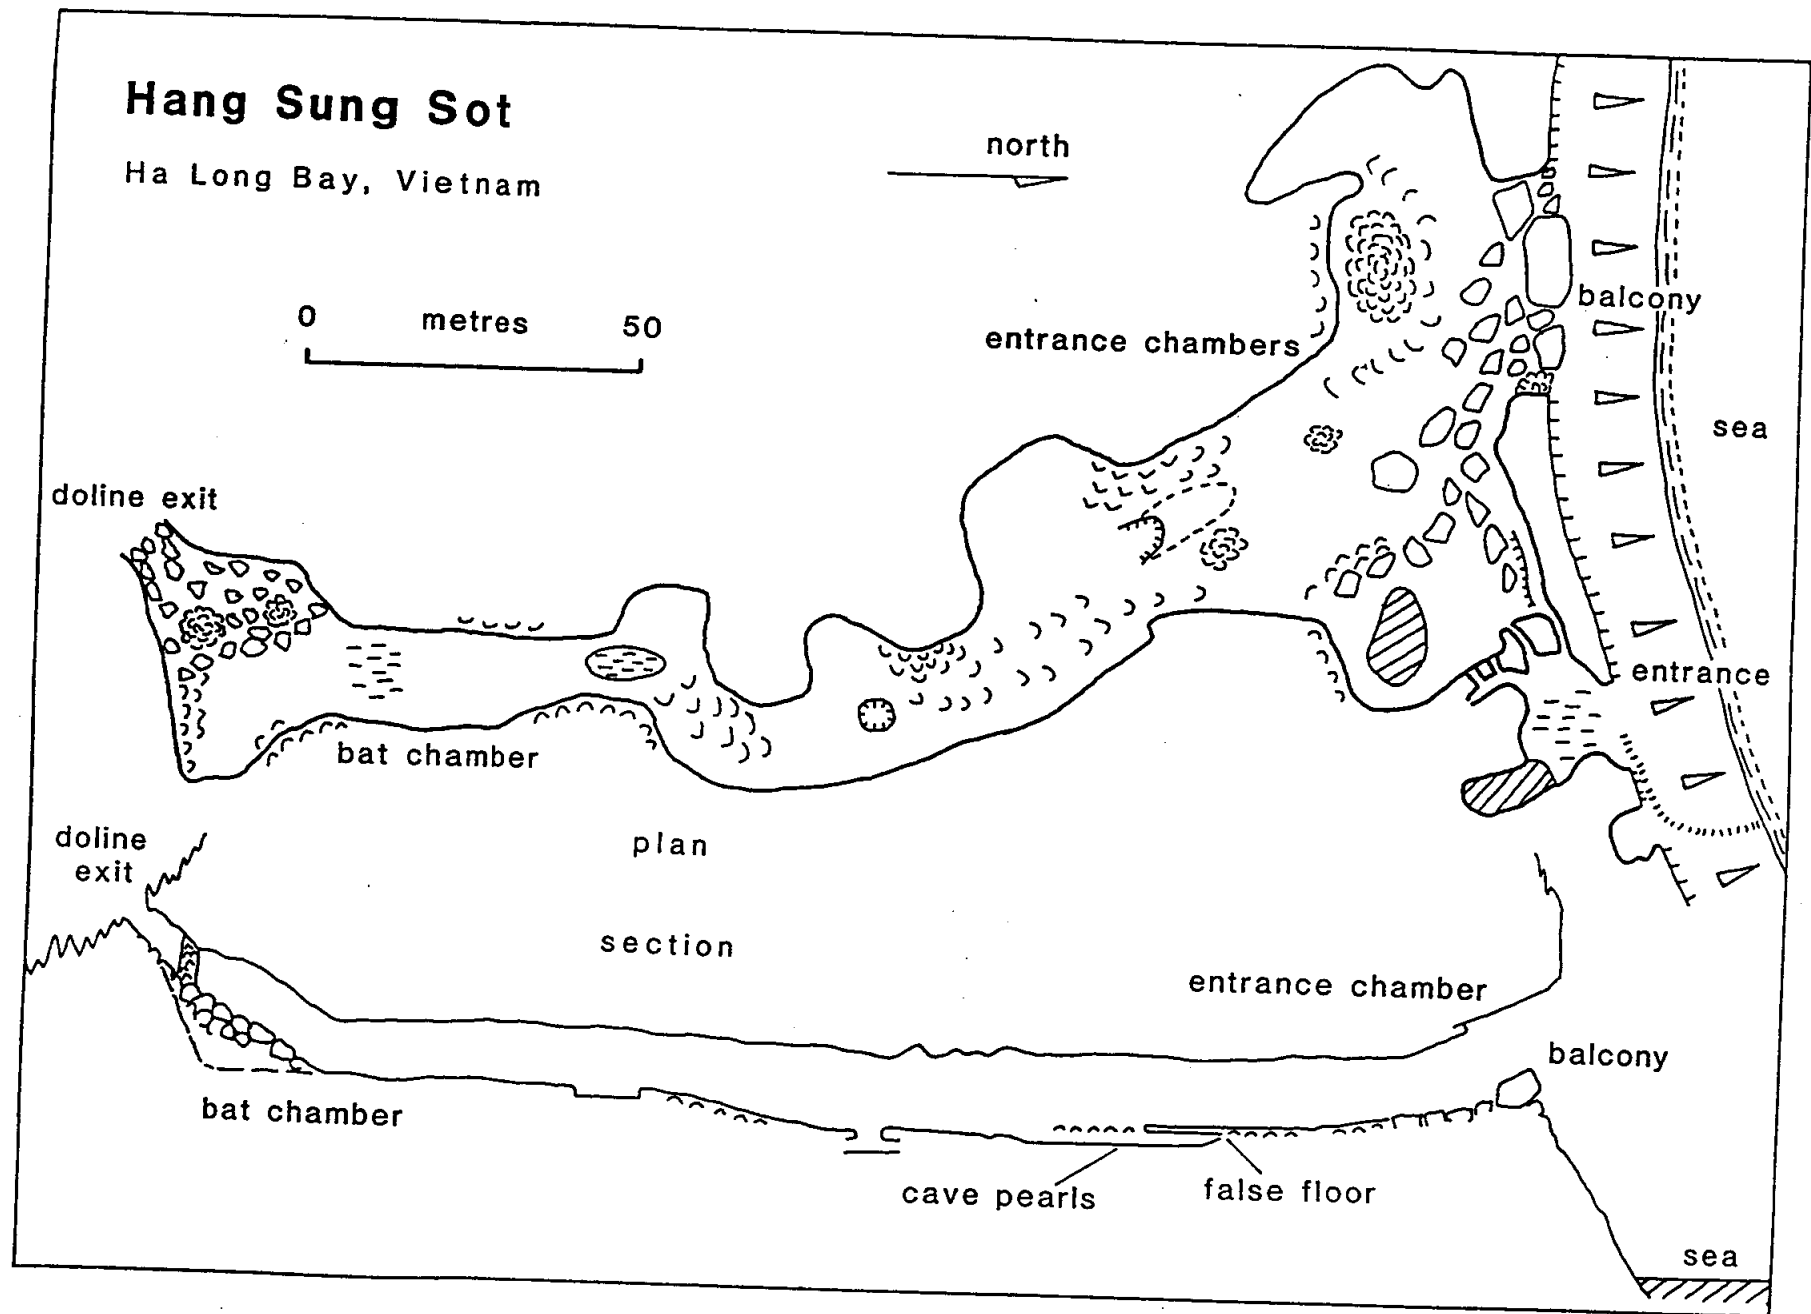 Hang Sung Sot
Ha Long Bay, Vietnam
north
0 metres 50
balcony
entrance chambers
sea
doline exit
entrance
bat chamber
plan
doline
exit
section
entrance chamber
balcony
bat chamber
cave pearls
false floor
sea